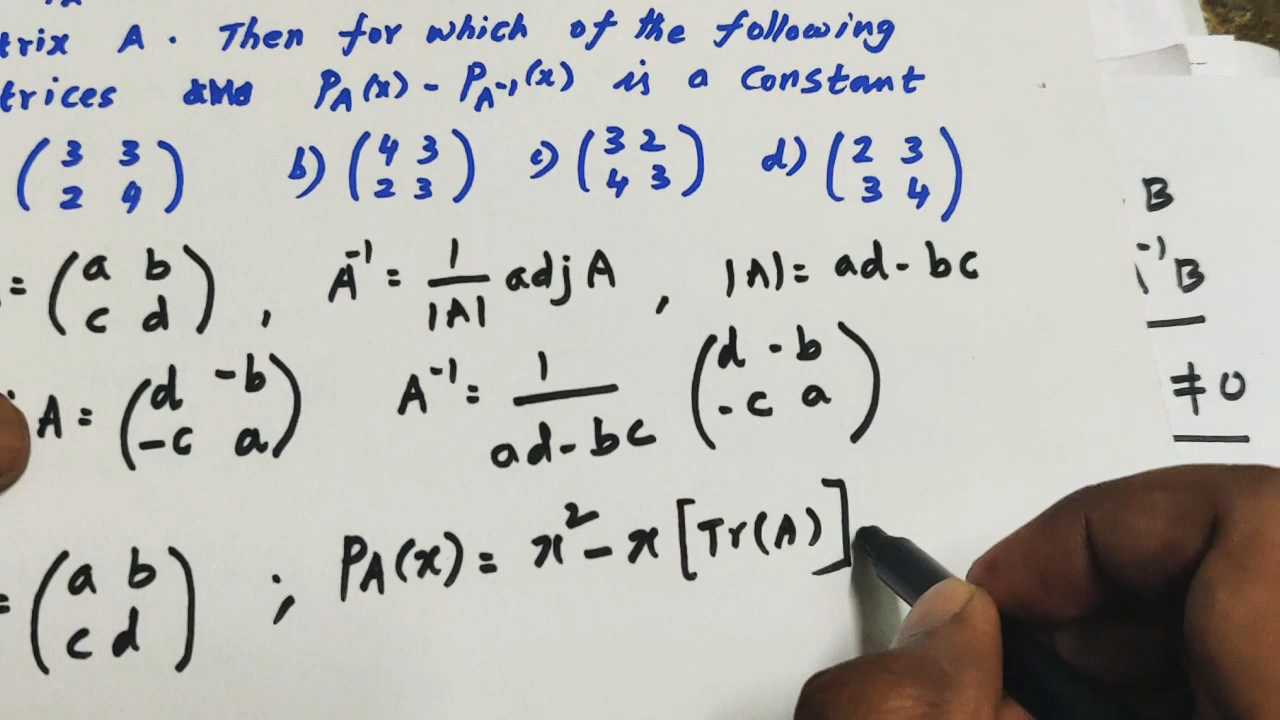 trix A. Then for which of the following
trices P_A(x) - P_{A^{-1}}(x) is a constant
(3 3; 2 4) b) (4 3; 2 3) c) (3 2; 4 3) d) (2 3; 3 4)
= (a b; c d), A^{-1} = 1/|A| adj A, |A| = ad - bc
A = (d -b; -c a) A^{-1} = 1/(ad - bc) (d -b; -c a)
= (a b; c d) ; P_A(x) = x^2 - x [Tr(A)]
B
^{-1}B
≠ 0